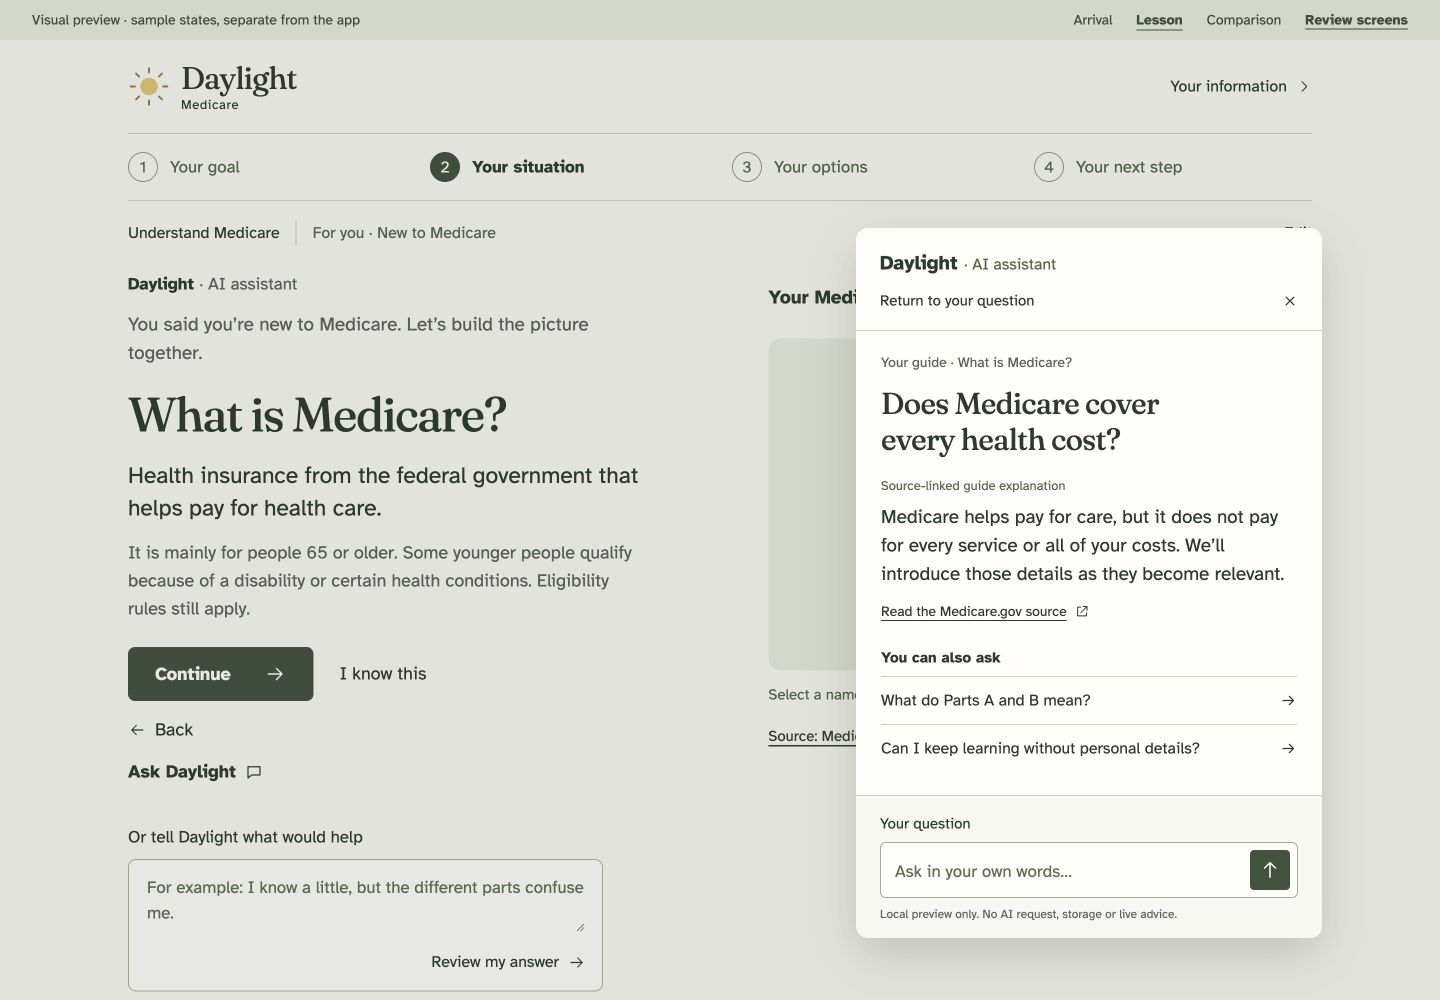 Visual preview · sample states, separate from the app
Arrival
Lesson
Comparison
Review screens
Daylight
Medicare
Your information
1 Your goal
2 Your situation
3 Your options
4 Your next step
Understand Medicare
For you · New to Medicare
Daylight · AI assistant
You said you’re new to Medicare. Let’s build the picture
together.
What is Medicare?
Health insurance from the federal government that
helps pay for health care.
It is mainly for people 65 or older. Some younger people qualify
because of a disability or certain health conditions. Eligibility
rules still apply.
Continue
I know this
Back
Ask Daylight
Or tell Daylight what would help
For example: I know a little, but the different parts confuse
me.
Review my answer
Your
Select a
Source:
Daylight · AI assistant
Return to your question
Your guide · What is Medicare?
Does Medicare cover
every health cost?
Source-linked guide explanation
Medicare helps pay for care, but it does not pay
for every service or all of your costs. We’ll
introduce those details as they become relevant.
Read the Medicare.gov source
You can also ask
What do Parts A and B mean?
Can I keep learning without personal details?
Your question
Ask in your own words...
Local preview only. No AI request, storage or live advice.